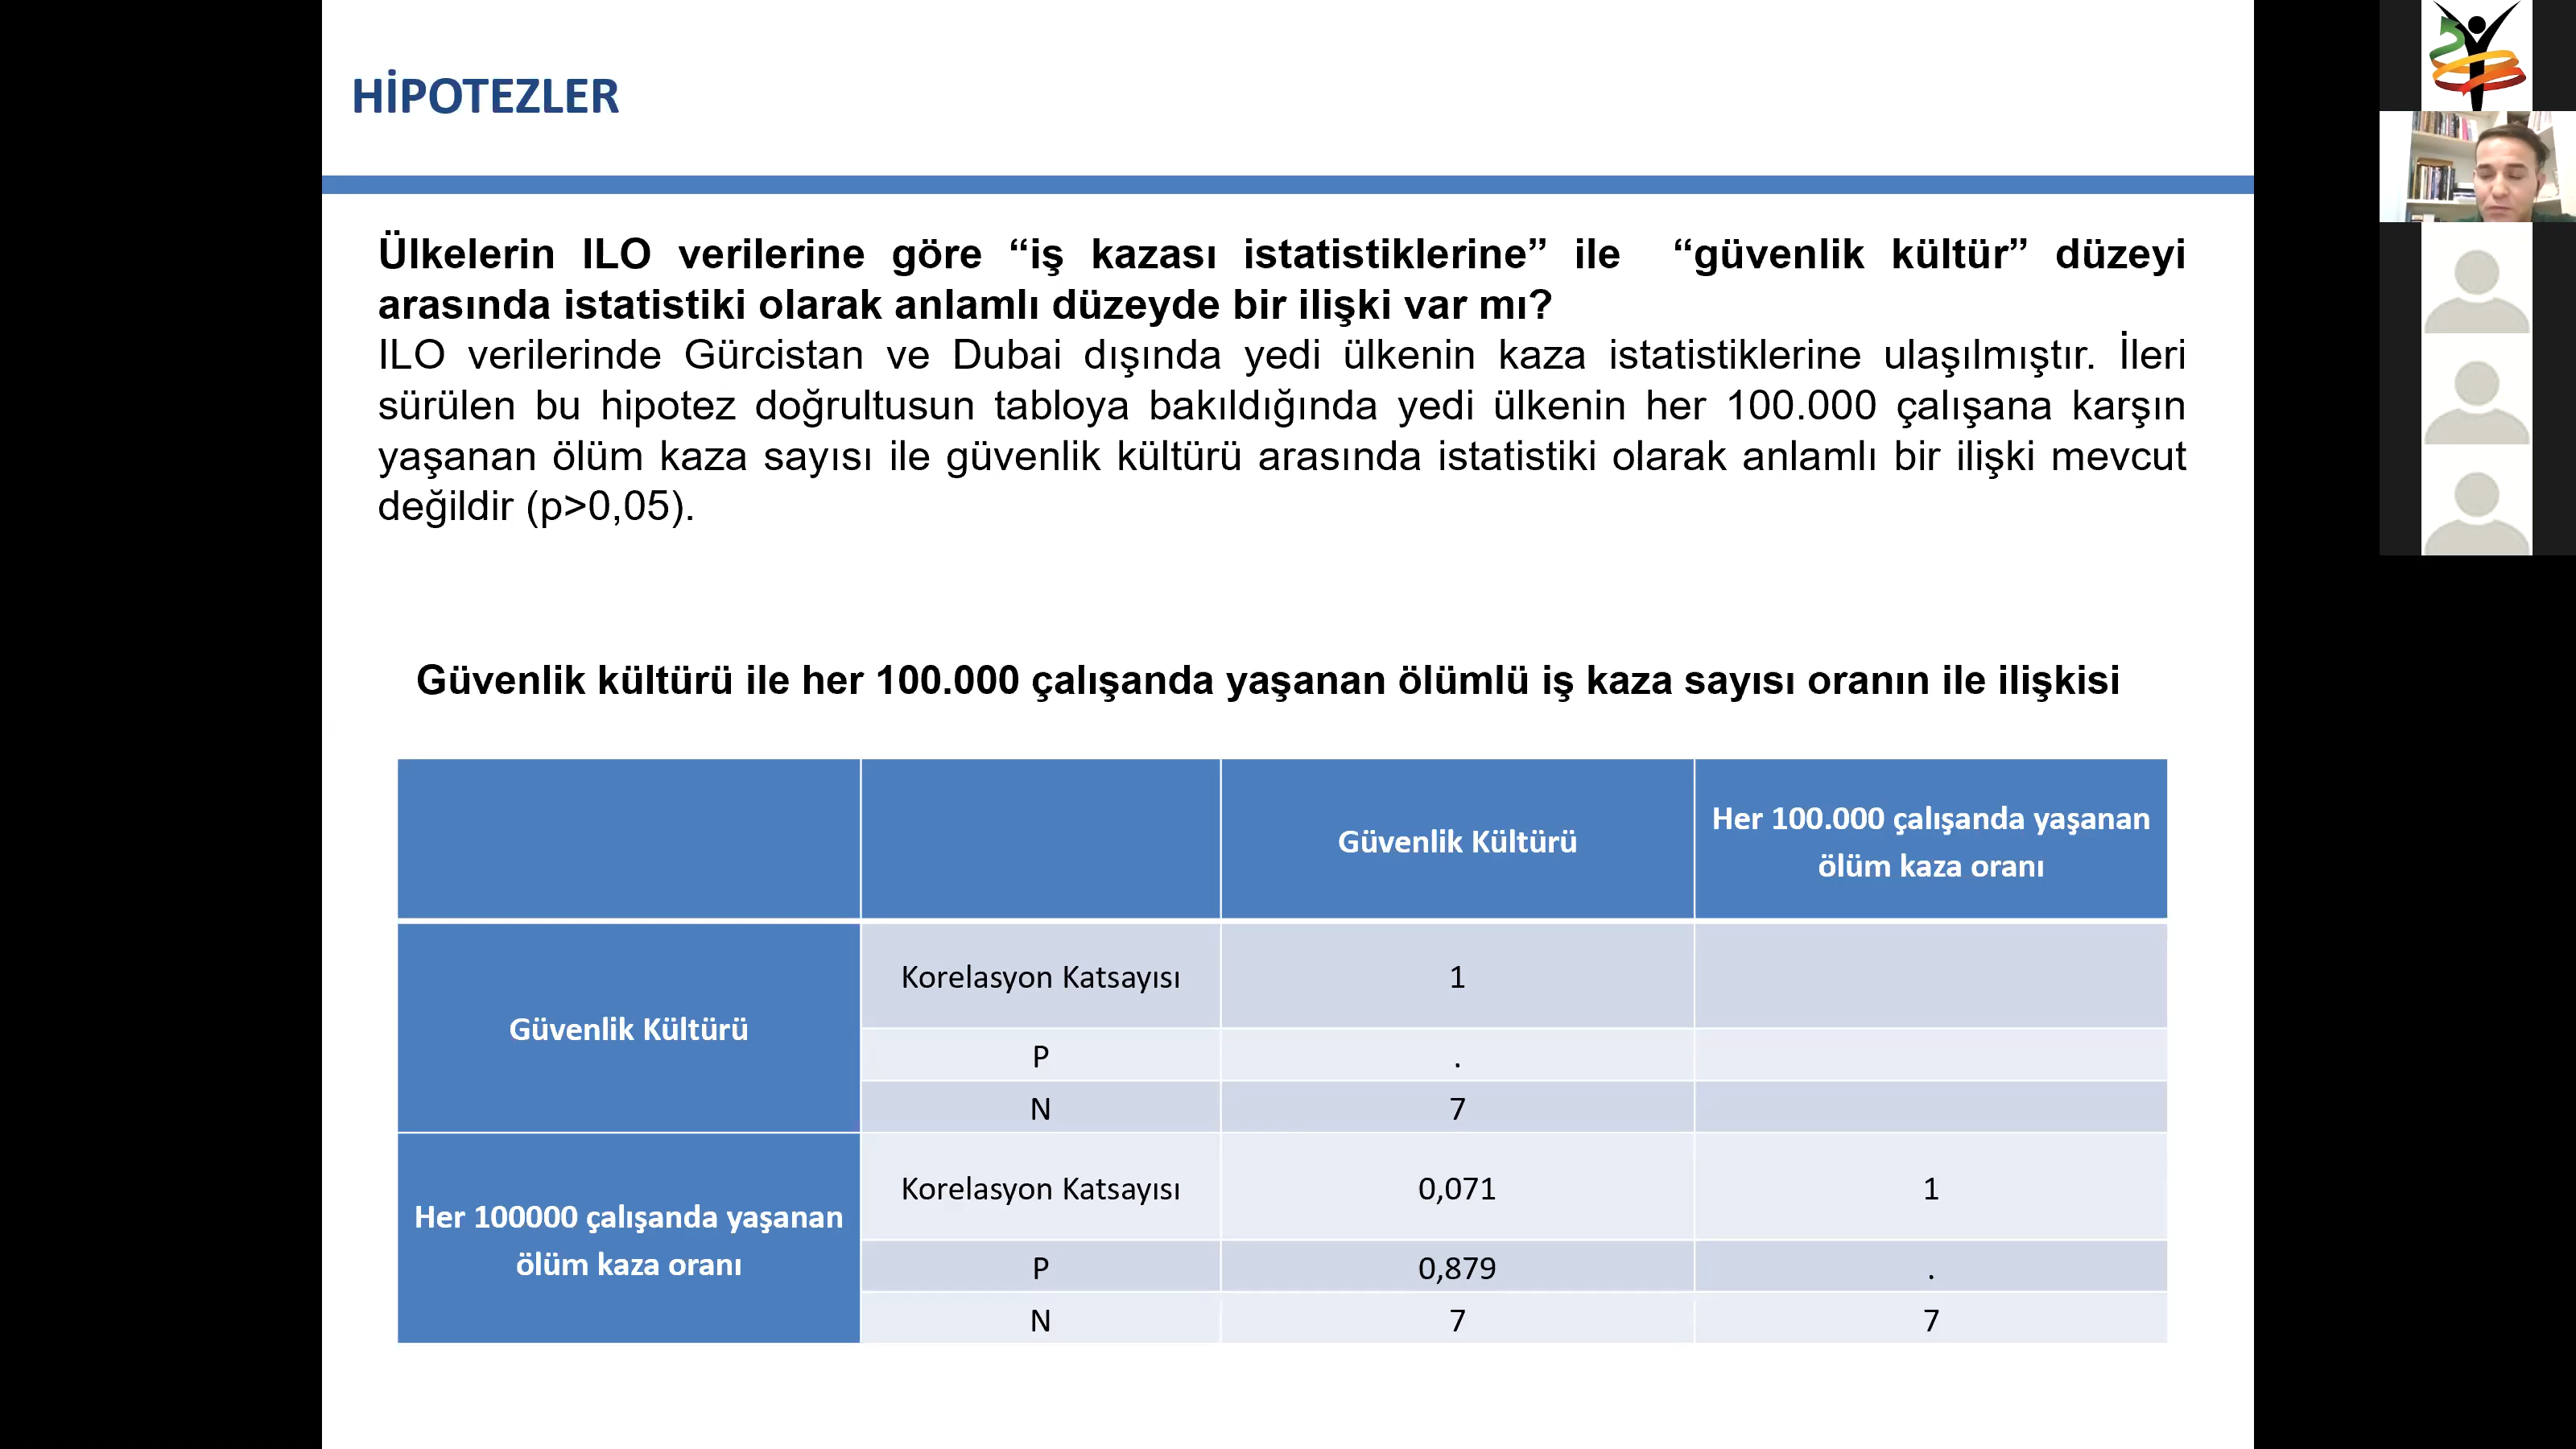 HİPOTEZLER
Ülkelerin ILO verilerine göre “iş kazası istatistiklerine” ile “güvenlik kültür” düzeyi
arasında istatistiki olarak anlamlı düzeyde bir ilişki var mı?
ILO verilerinde Gürcistan ve Dubai dışında yedi ülkenin kaza istatistiklerine ulaşılmıştır. İleri
sürülen bu hipotez doğrultusun tabloya bakıldığında yedi ülkenin her 100.000 çalışana karşın
yaşanan ölüm kaza sayısı ile güvenlik kültürü arasında istatistiki olarak anlamlı bir ilişki mevcut
değildir (p>0,05).
Güvenlik kültürü ile her 100.000 çalışanda yaşanan ölümlü iş kaza sayısı oranın ile ilişkisi
Güvenlik Kültürü
Her 100.000 çalışanda yaşanan
ölüm kaza oranı
Güvenlik Kültürü
Korelasyon Katsayısı 1
P .
N 7
Her 100000 çalışanda yaşanan
ölüm kaza oranı
Korelasyon Katsayısı 0,071 1
P 0,879 .
N 7 7